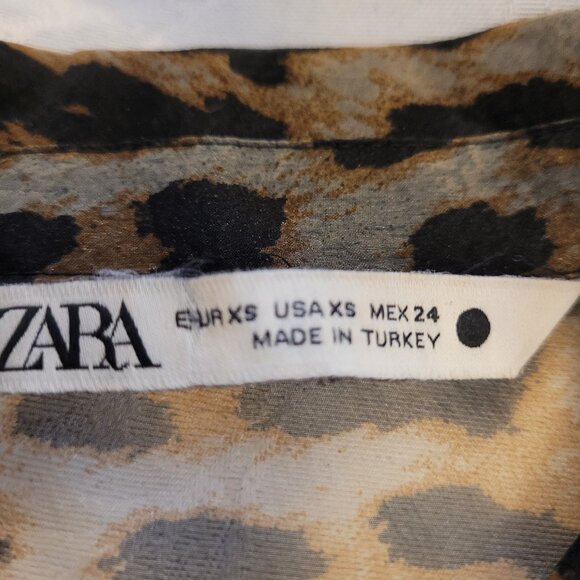 ZARA
EUR XS USA XS MEX 24
MADE IN TURKEY